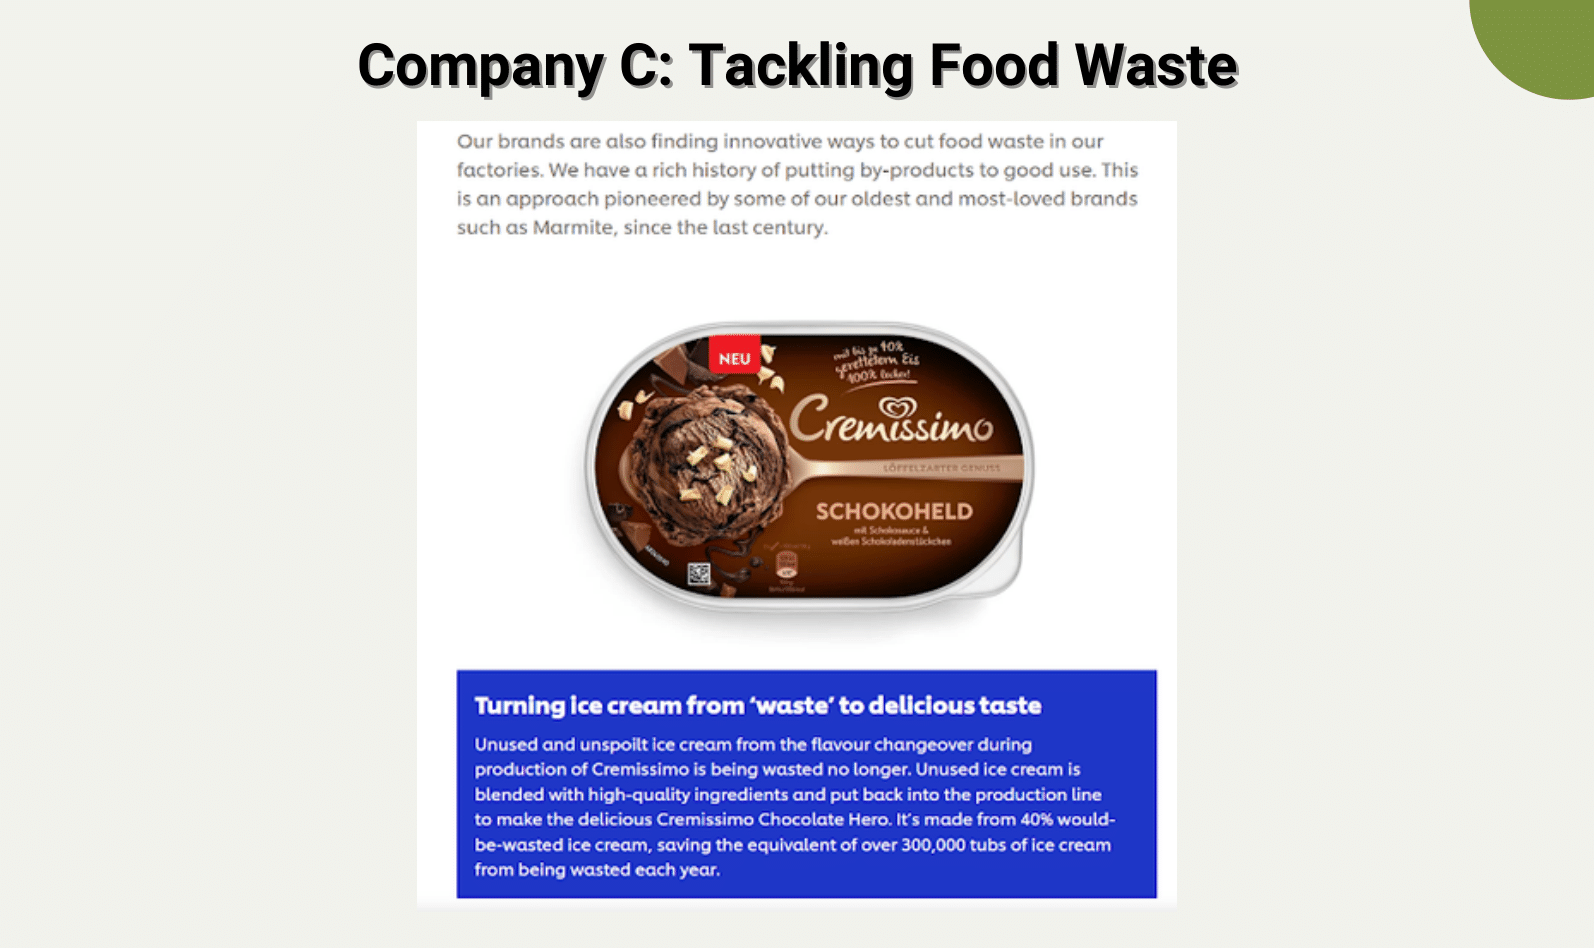 Company C: Tackling Food Waste
Our brands are also finding innovative ways to cut food waste in our
factories. We have a rich history of putting by-products to good use. This
is an approach pioneered by some of our oldest and most-loved brands
such as Marmite, since the last century.
NEU
mit bis zu 40%
gerettetem Eis
100% lecker!
Cremissimo
LÖFFELZARTER GENUSS
SCHOKOHELD
mit Schokosauce &
weißen Schokoladenstückchen
Turning ice cream from ‘waste’ to delicious taste
Unused and unspoilt ice cream from the flavour changeover during
production of Cremissimo is being wasted no longer. Unused ice cream is
blended with high-quality ingredients and put back into the production line
to make the delicious Cremissimo Chocolate Hero. It's made from 40% would-
be-wasted ice cream, saving the equivalent of over 300,000 tubs of ice cream
from being wasted each year.